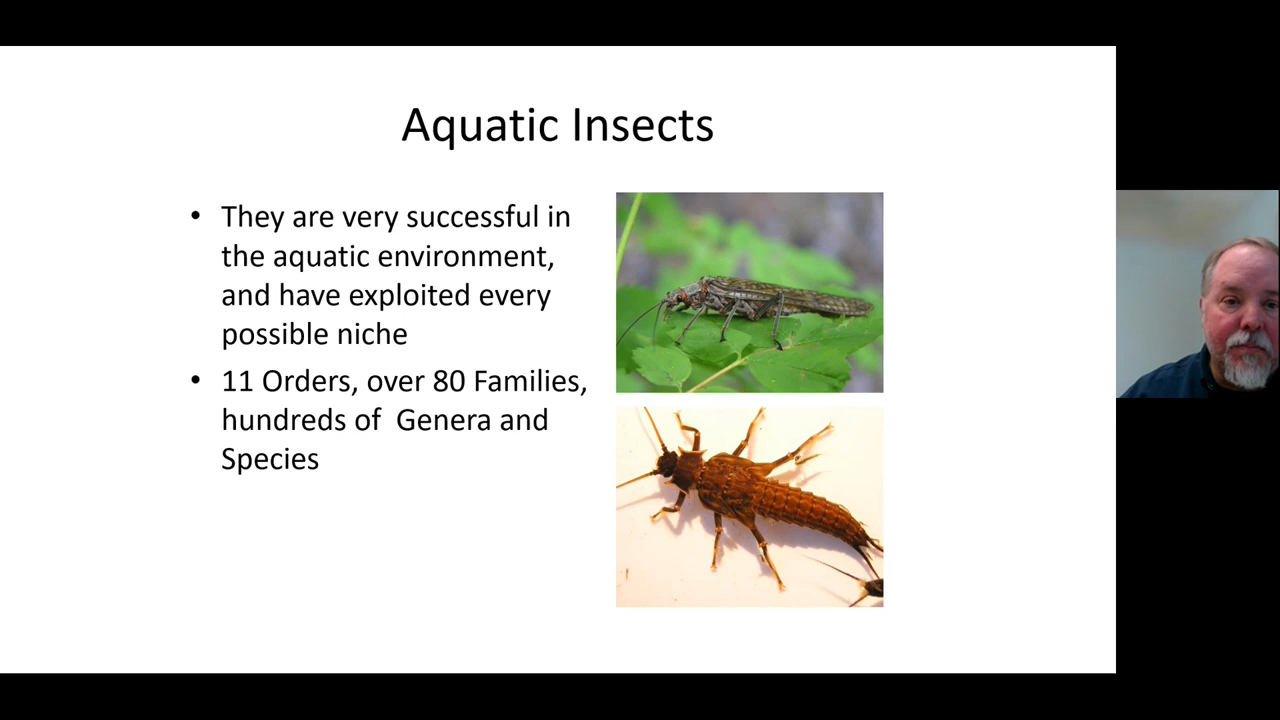 Aquatic Insects
• They are very successful in
the aquatic environment,
and have exploited every
possible niche
• 11 Orders, over 80 Families,
hundreds of  Genera and
Species